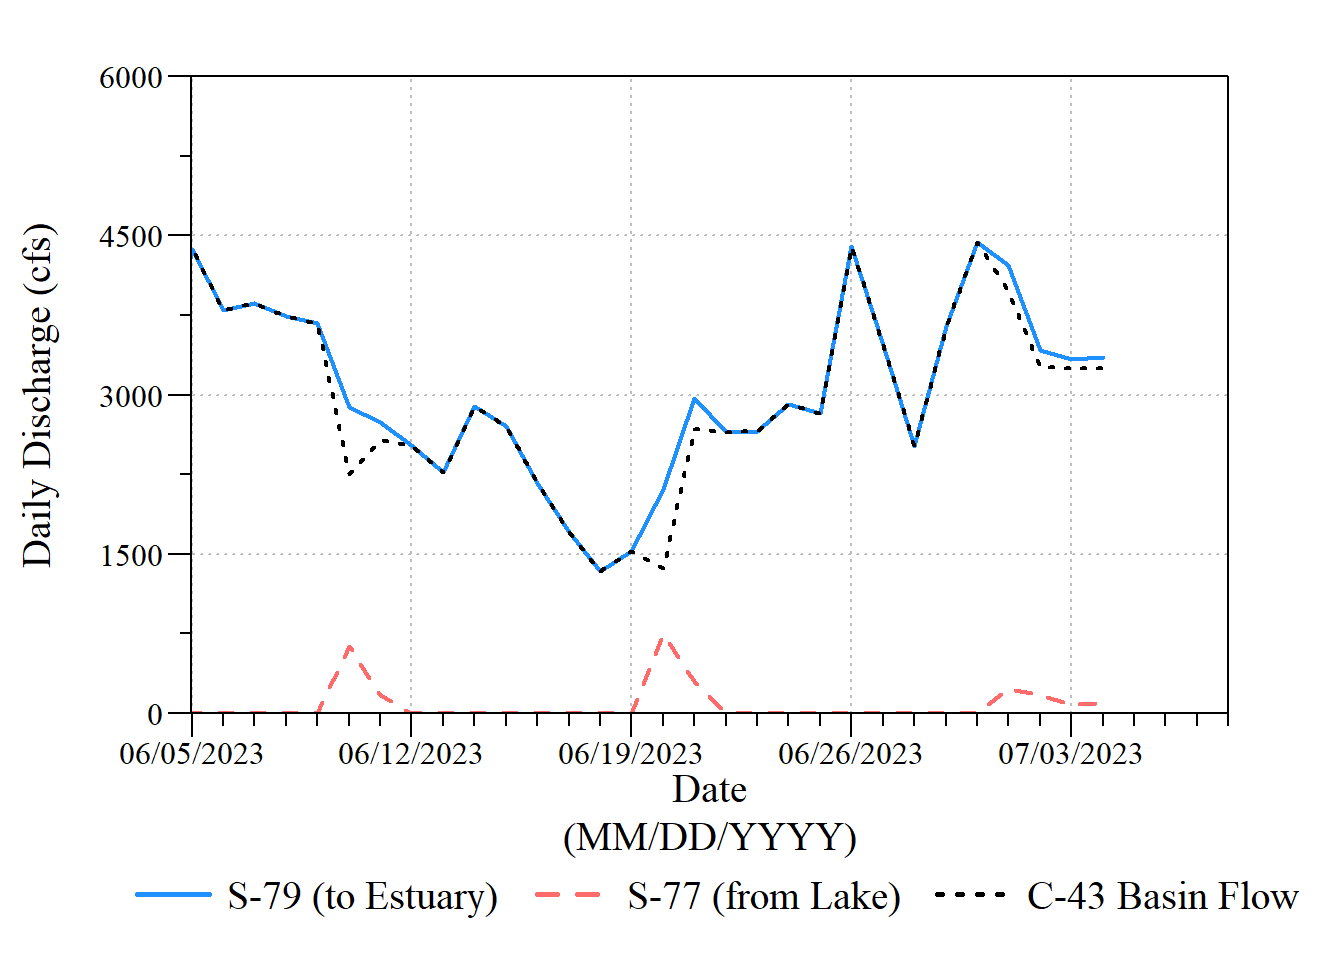 6000
4500
3000
1500
0
Daily Discharge (cfs)
06/05/2023 06/12/2023 06/19/2023 06/26/2023 07/03/2023
Date
(MM/DD/YYYY)
S-79 (to Estuary) S-77 (from Lake) C-43 Basin Flow